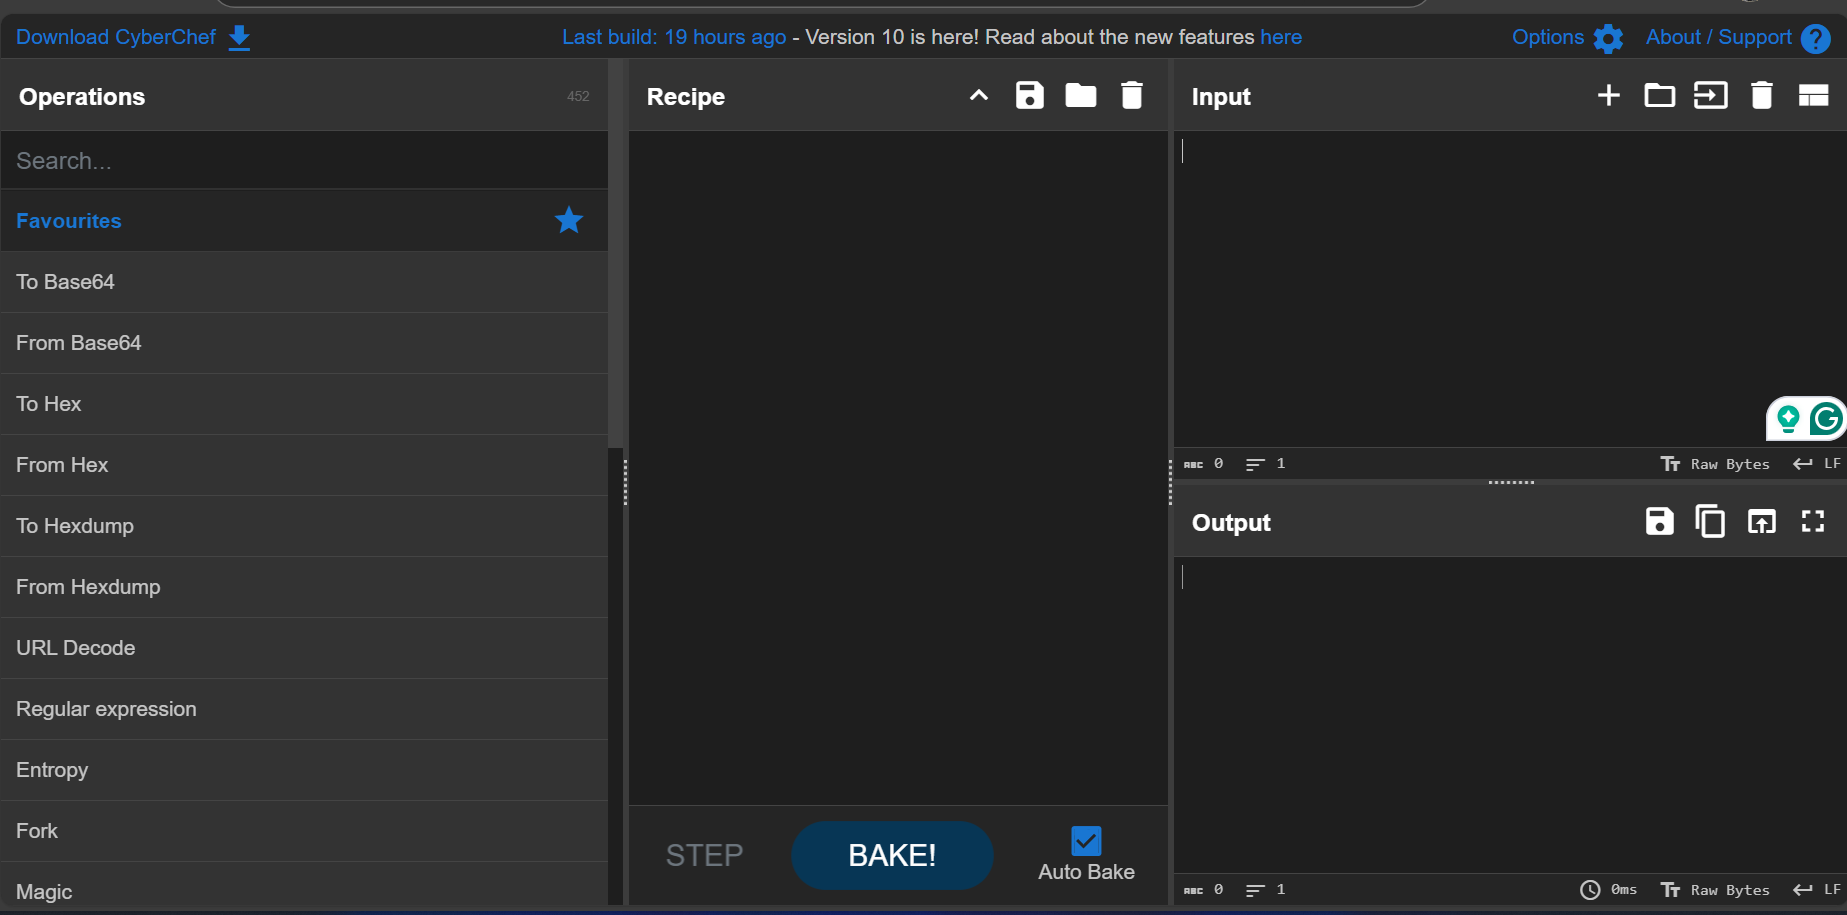 Download CyberChef
Last build: 19 hours ago - Version 10 is here! Read about the new features here
Options
About / Support
Operations
452
Search...
Favourites
To Base64
From Base64
To Hex
From Hex
To Hexdump
From Hexdump
URL Decode
Regular expression
Entropy
Fork
Magic
Recipe
STEP
BAKE!
Auto Bake
Input
ABC 0 1
Raw Bytes LF
Output
ABC 0 1
0ms Raw Bytes LF